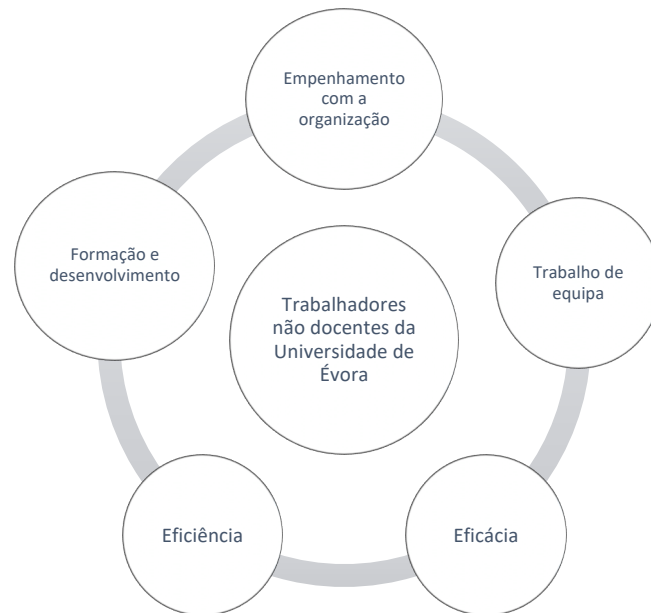 Empenhamento
com a
organização
Formação e
desenvolvimento
Trabalho de
equipa
Trabalhadores
não docentes da
Universidade de
Évora
Eficiência
Eficácia